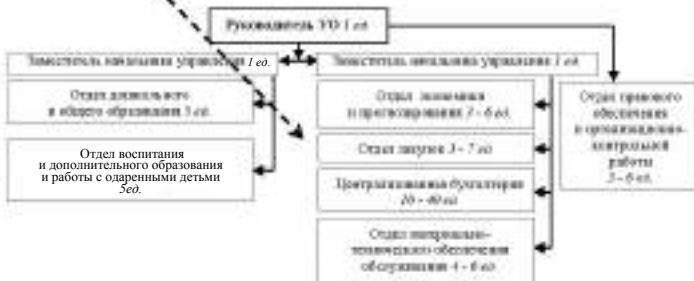 Руководитель УО 1 ед.
Заместитель начальника управления 1 ед.
Заместитель начальника управления 1 ед.
Отдел дошкольного
и общего образования 5 ед.
Отдел воспитания
и дополнительного образования
и работы с одаренными детьми
5ед.
Отдел экономики
и прогнозирования 3 - 6 ед.
Отдел закупок 3 - 7 ед.
Централизованная бухгалтерия
16 - 40 ед.
Отдел материально-
технического обеспечения
обслуживания 4 - 6 ед.
Отдел правового
обеспечения
и организационно-
контрольной
работы
3 - 6 ед.